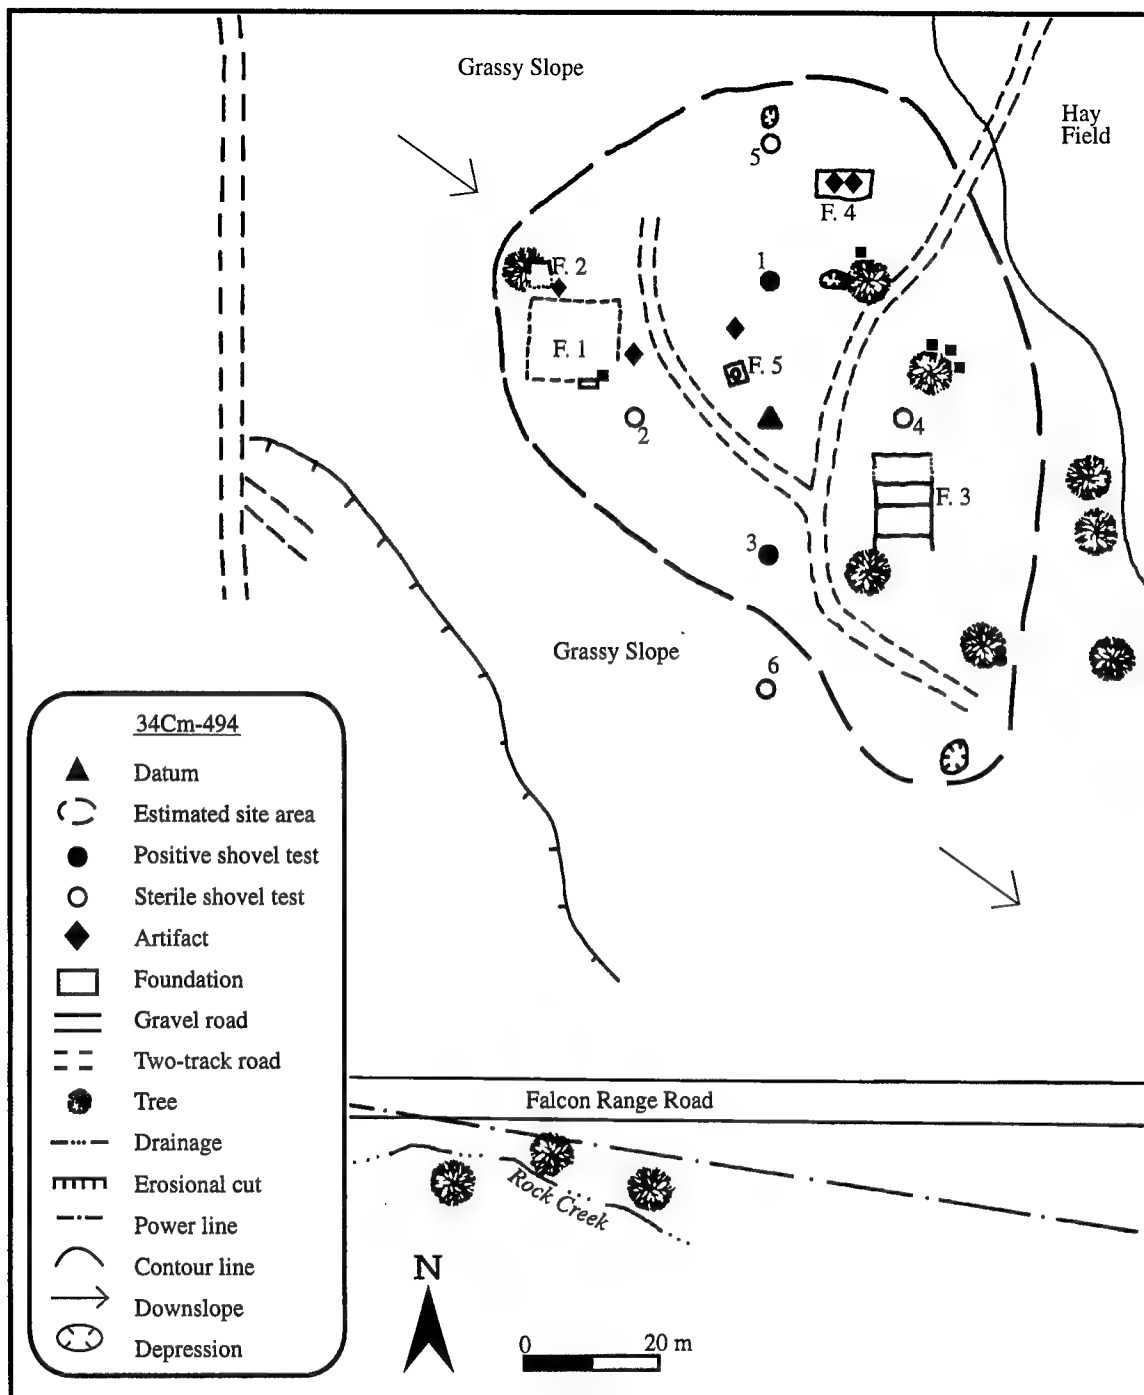 Grassy Slope
Hay
Field
5
F. 4
F. 2
1
F. 1
F. 5
2
4
F. 3
3
Grassy Slope
6
34Cm-494
Datum
Estimated site area
Positive shovel test
Sterile shovel test
Artifact
Foundation
Gravel road
Two-track road
Tree
Drainage
Erosional cut
Power line
Contour line
Downslope
Depression
Falcon Range Road
Rock Creek
N
0 20 m